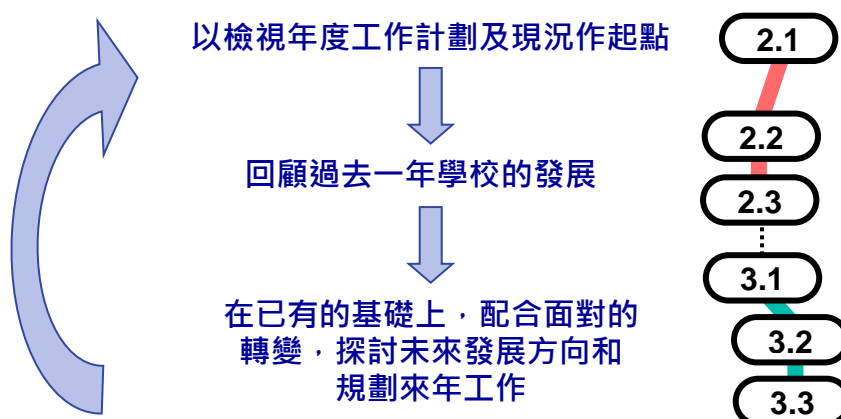 以檢視年度工作計劃及現況作起點
2.1
2.2
回顧過去一年學校的發展
2.3
3.1
在已有的基礎上，配合面對的
轉變，探討未來發展方向和
規劃來年工作
3.2
3.3